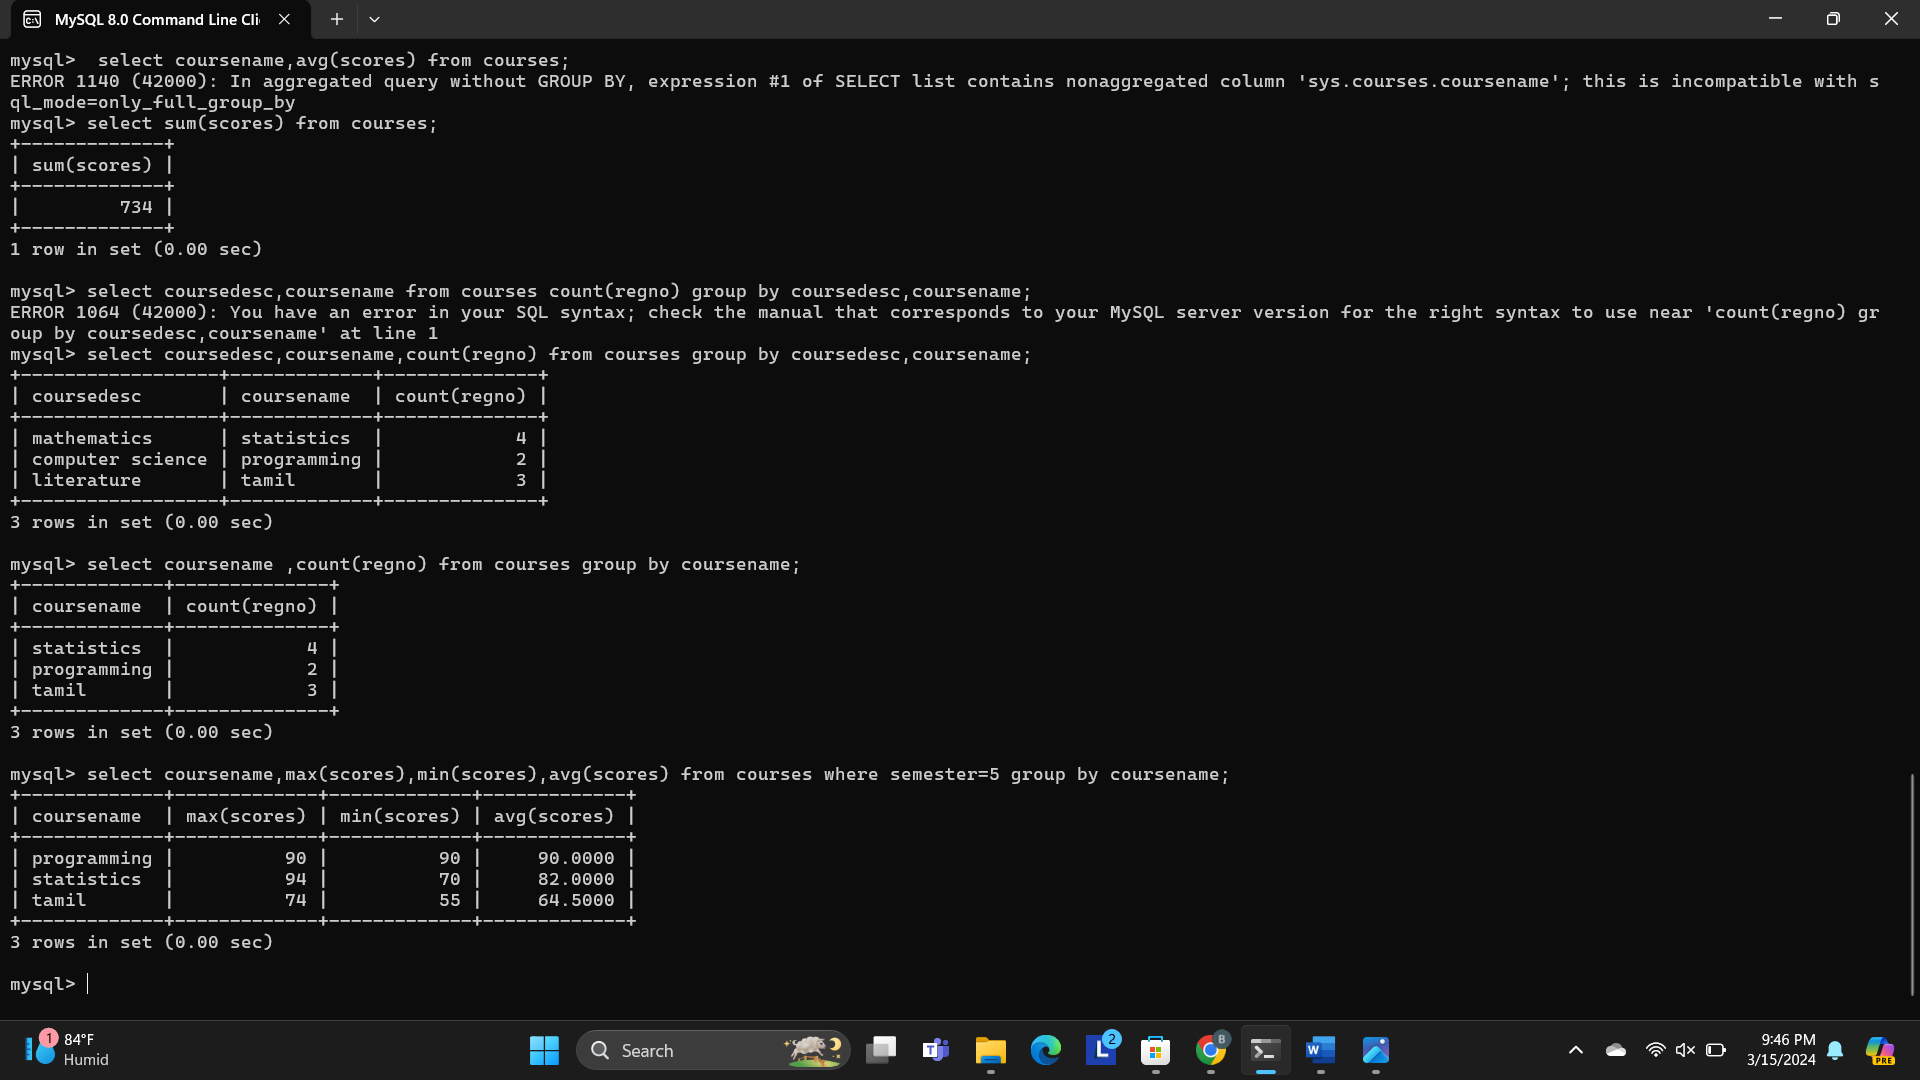 MySQL 8.0 Command Line Cli
mysql>  select coursename,avg(scores) from courses;
ERROR 1140 (42000): In aggregated query without GROUP BY, expression #1 of SELECT list contains nonaggregated column 'sys.courses.coursename'; this is incompatible with s
ql_mode=only_full_group_by
mysql> select sum(scores) from courses;
+-------------+
| sum(scores) |
+-------------+
|         734 |
+-------------+
1 row in set (0.00 sec)
mysql> select coursedesc,coursename from courses count(regno) group by coursedesc,coursename;
ERROR 1064 (42000): You have an error in your SQL syntax; check the manual that corresponds to your MySQL server version for the right syntax to use near 'count(regno) gr
oup by coursedesc,coursename' at line 1
mysql> select coursedesc,coursename,count(regno) from courses group by coursedesc,coursename;
+------------------+-------------+--------------+
| coursedesc       | coursename  | count(regno) |
+------------------+-------------+--------------+
| mathematics      | statistics  |            4 |
| computer science | programming |            2 |
| literature       | tamil       |            3 |
+------------------+-------------+--------------+
3 rows in set (0.00 sec)
mysql> select coursename ,count(regno) from courses group by coursename;
+-------------+--------------+
| coursename  | count(regno) |
+-------------+--------------+
| statistics  |            4 |
| programming |            2 |
| tamil       |            3 |
+-------------+--------------+
3 rows in set (0.00 sec)
mysql> select coursename,max(scores),min(scores),avg(scores) from courses where semester=5 group by coursename;
+-------------+-------------+-------------+-------------+
| coursename  | max(scores) | min(scores) | avg(scores) |
+-------------+-------------+-------------+-------------+
| programming |          90 |          90 |     90.0000 |
| statistics  |          94 |          70 |     82.0000 |
| tamil       |          74 |          55 |     64.5000 |
+-------------+-------------+-------------+-------------+
3 rows in set (0.00 sec)
mysql>
1
84°F
Humid
Search
T
L
2
B
W
9:46 PM
3/15/2024
PRE